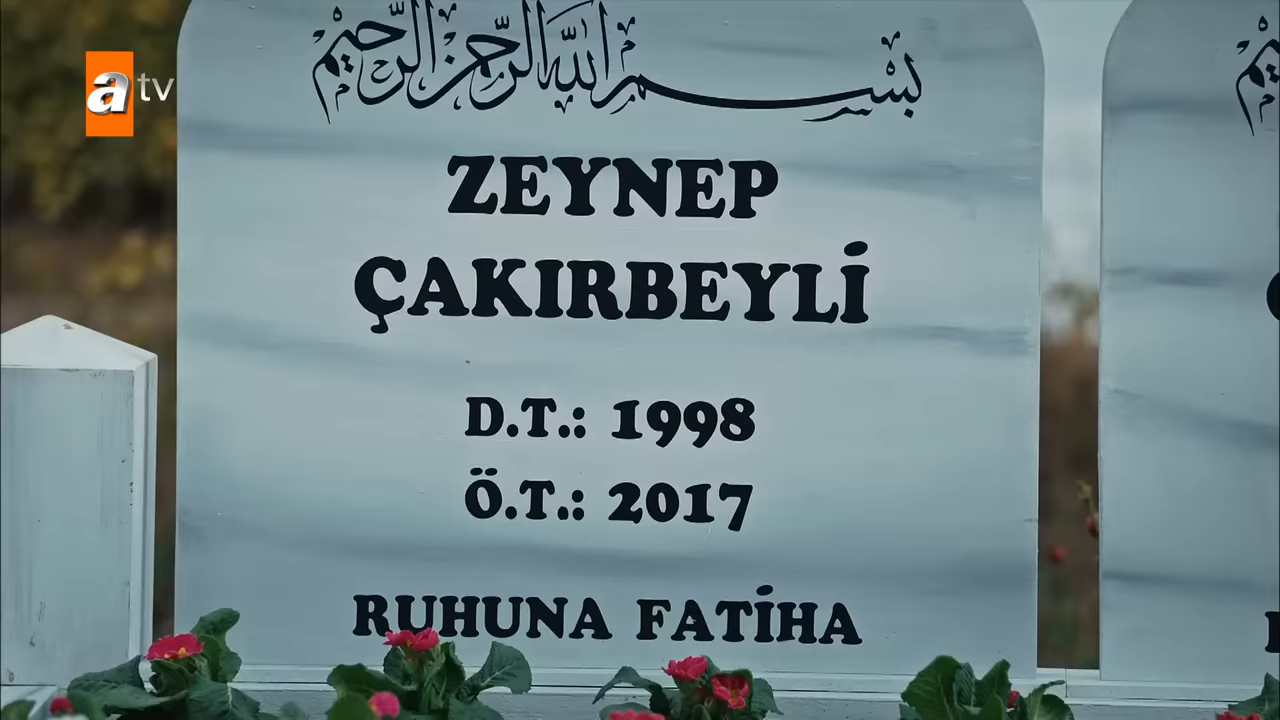 بسم الله الرحمن الرحيم
atv
ZEYNEP
ÇAKIRBEYLİ
D.T.: 1998
Ö.T.: 2017
RUHUNA FATİHA